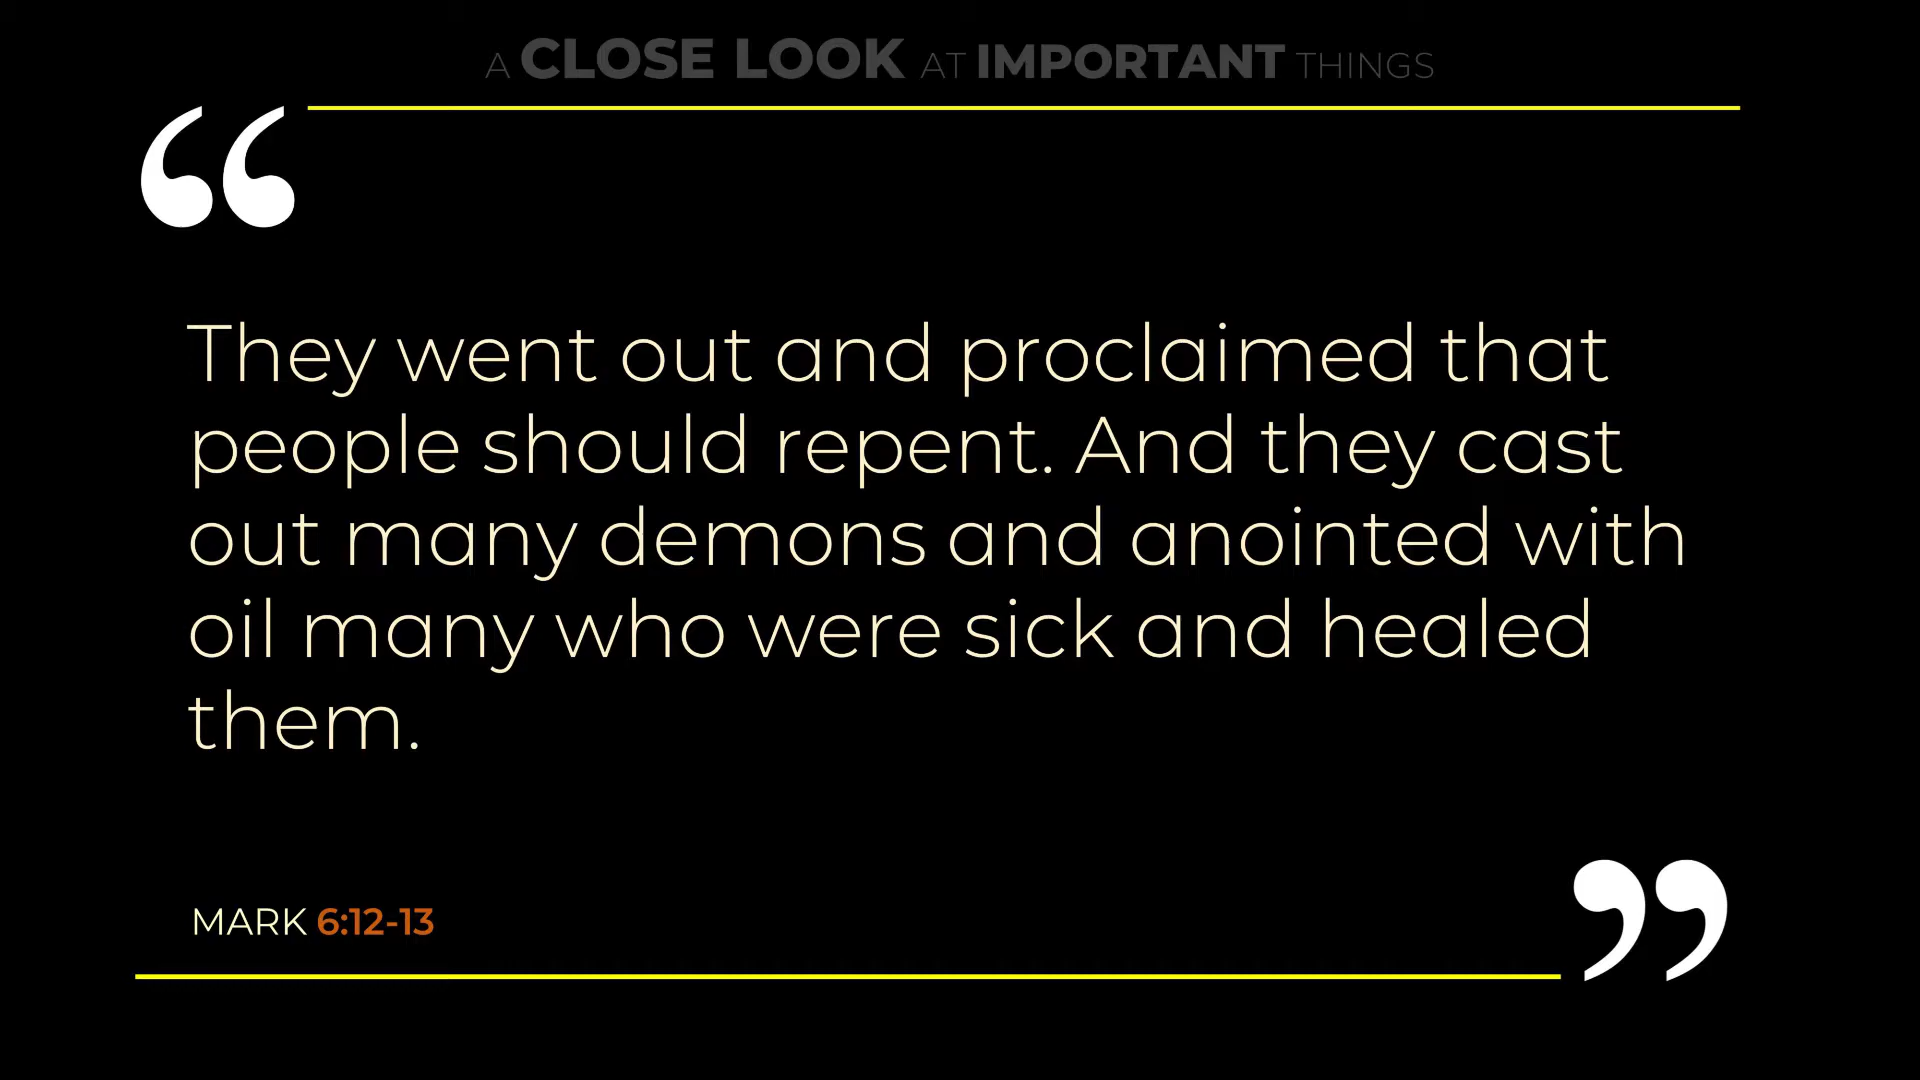 A CLOSE LOOK AT IMPORTANT THINGS
“
They went out and proclaimed that
people should repent. And they cast
out many demons and anointed with
oil many who were sick and healed
them.
MARK 6:12-13
”